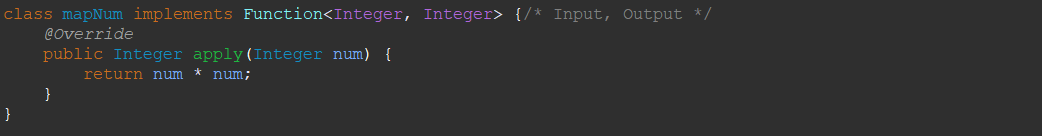 class mapNum implements Function<Integer, Integer> {/* Input, Output */
    @Override
    public Integer apply(Integer num) {
        return num * num;
    }
}